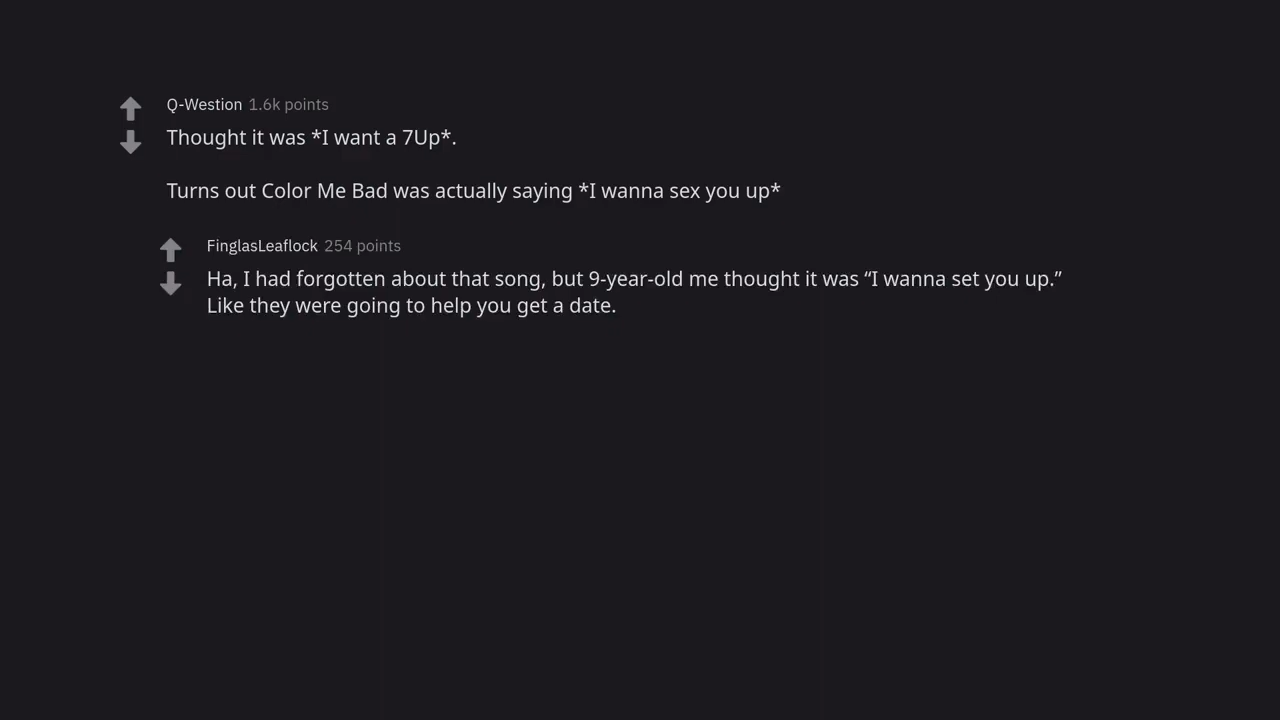 Q-Westion 1.6k points
Thought it was *I want a 7Up*.
Turns out Color Me Bad was actually saying *I wanna sex you up*
FinglasLeaflock 254 points
Ha, I had forgotten about that song, but 9-year-old me thought it was “I wanna set you up.”
Like they were going to help you get a date.